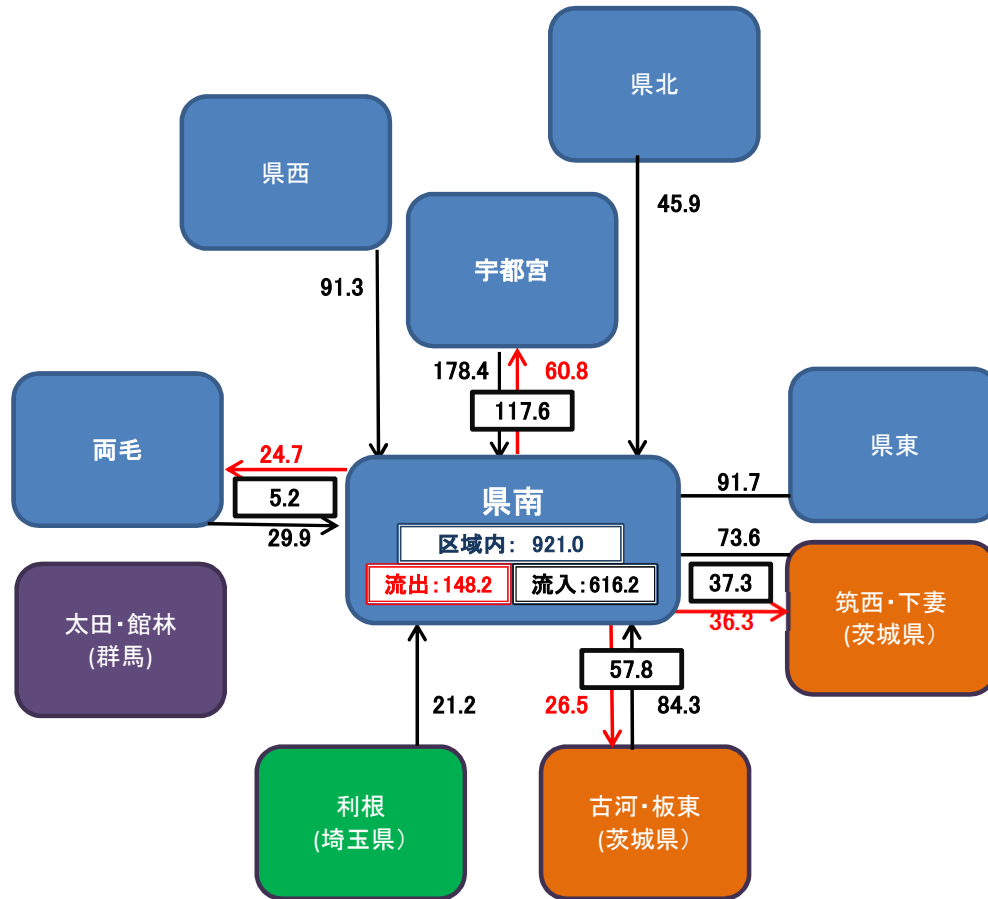 県北
県西
45.9
宇都宮
91.3
178.4
60.8
117.6
両毛
県東
24.7
5.2
29.9
県南
区域内: 921.0
流出:148.2
流入:616.2
91.7
73.6
37.3
36.3
筑西・下妻
(茨城県)
太田・館林
(群馬)
57.8
21.2
26.5
84.3
利根
(埼玉県)
古河・板東
(茨城県)